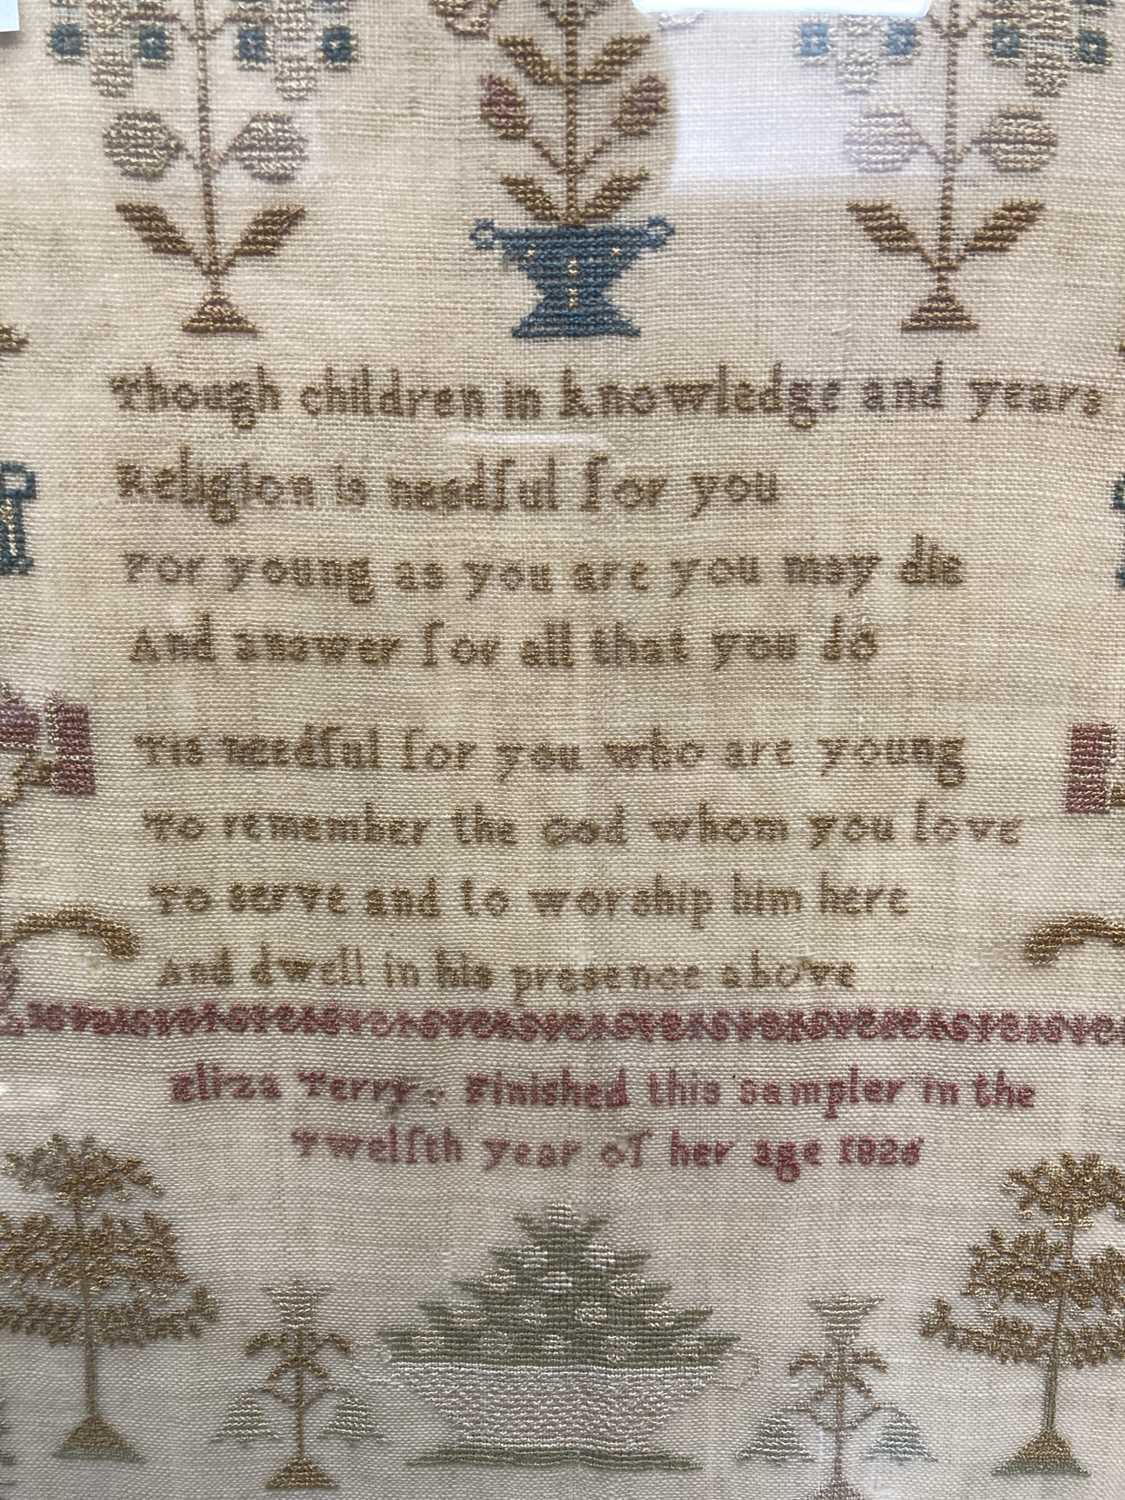 Though children in knowledge and years
Religion is needful for you
For young as you are you may die
And answer for all that you do
Tis needful for you who are young
To remember the God whom you love
To serve and to worship him here
And dwell in his presence above
Eliza Terry. Finished this sampler in the
Twelfth year of her age 1826